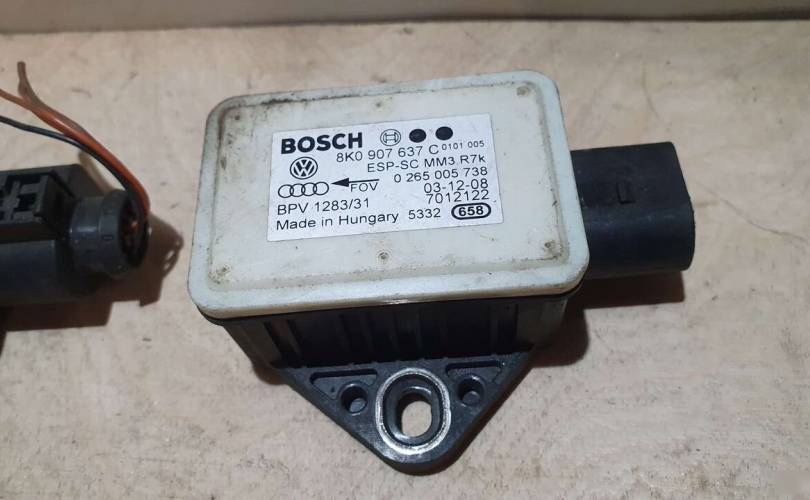 BOSCH 0101 005
8K0 907 637 C
ESP-SC MM3 R7k
0 265 005 738
FOV 03-12-08
BPV 1283/31 7012122
Made in Hungary 5332 658